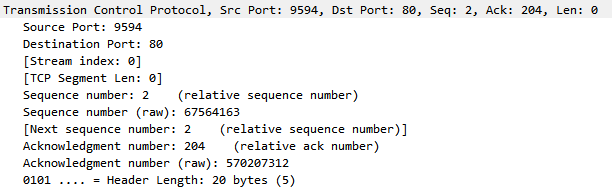 Transmission Control Protocol, Src Port: 9594, Dst Port: 80, Seq: 2, Ack: 204, Len: 0
Source Port: 9594
Destination Port: 80
[Stream index: 0]
[TCP Segment Len: 0]
Sequence number: 2    (relative sequence number)
Sequence number (raw): 67564163
[Next sequence number: 2    (relative sequence number)]
Acknowledgment number: 204    (relative ack number)
Acknowledgment number (raw): 570207312
0101 .... = Header Length: 20 bytes (5)